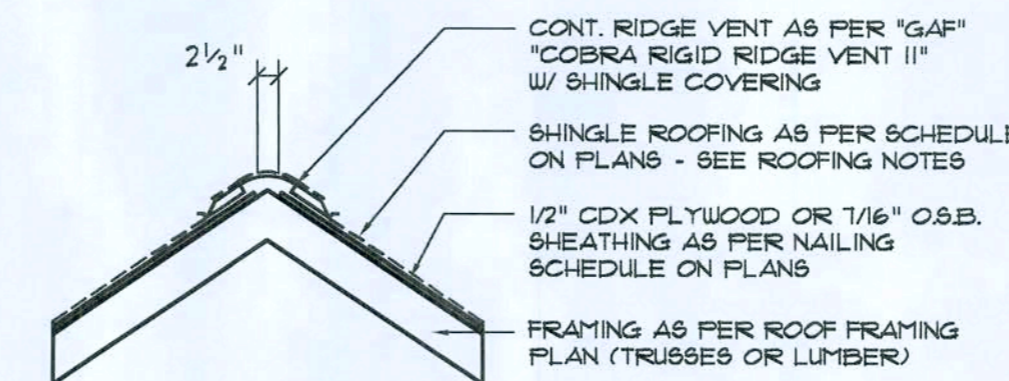 2½"
CONT. RIDGE VENT AS PER "GAF"
"COBRA RIGID RIDGE VENT II"
W/ SHINGLE COVERING
SHINGLE ROOFING AS PER SCHEDULE
ON PLANS - SEE ROOFING NOTES
1/2" CDX PLYWOOD OR 7/16" O.S.B.
SHEATHING AS PER NAILING
SCHEDULE ON PLANS
FRAMING AS PER ROOF FRAMING
PLAN (TRUSSES OR LUMBER)